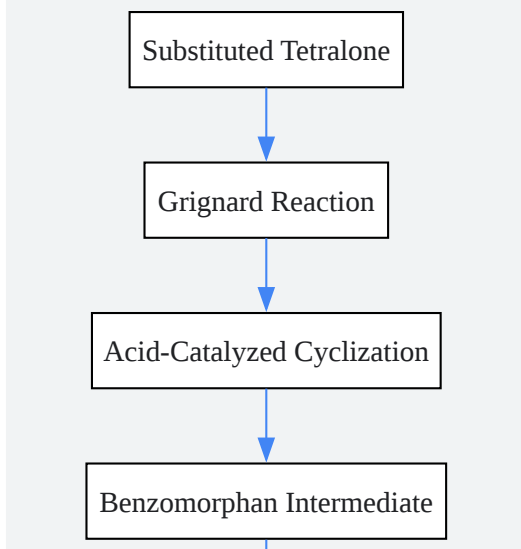 Substituted Tetralone
Grignard Reaction
Acid-Catalyzed Cyclization
Benzomorphan Intermediate